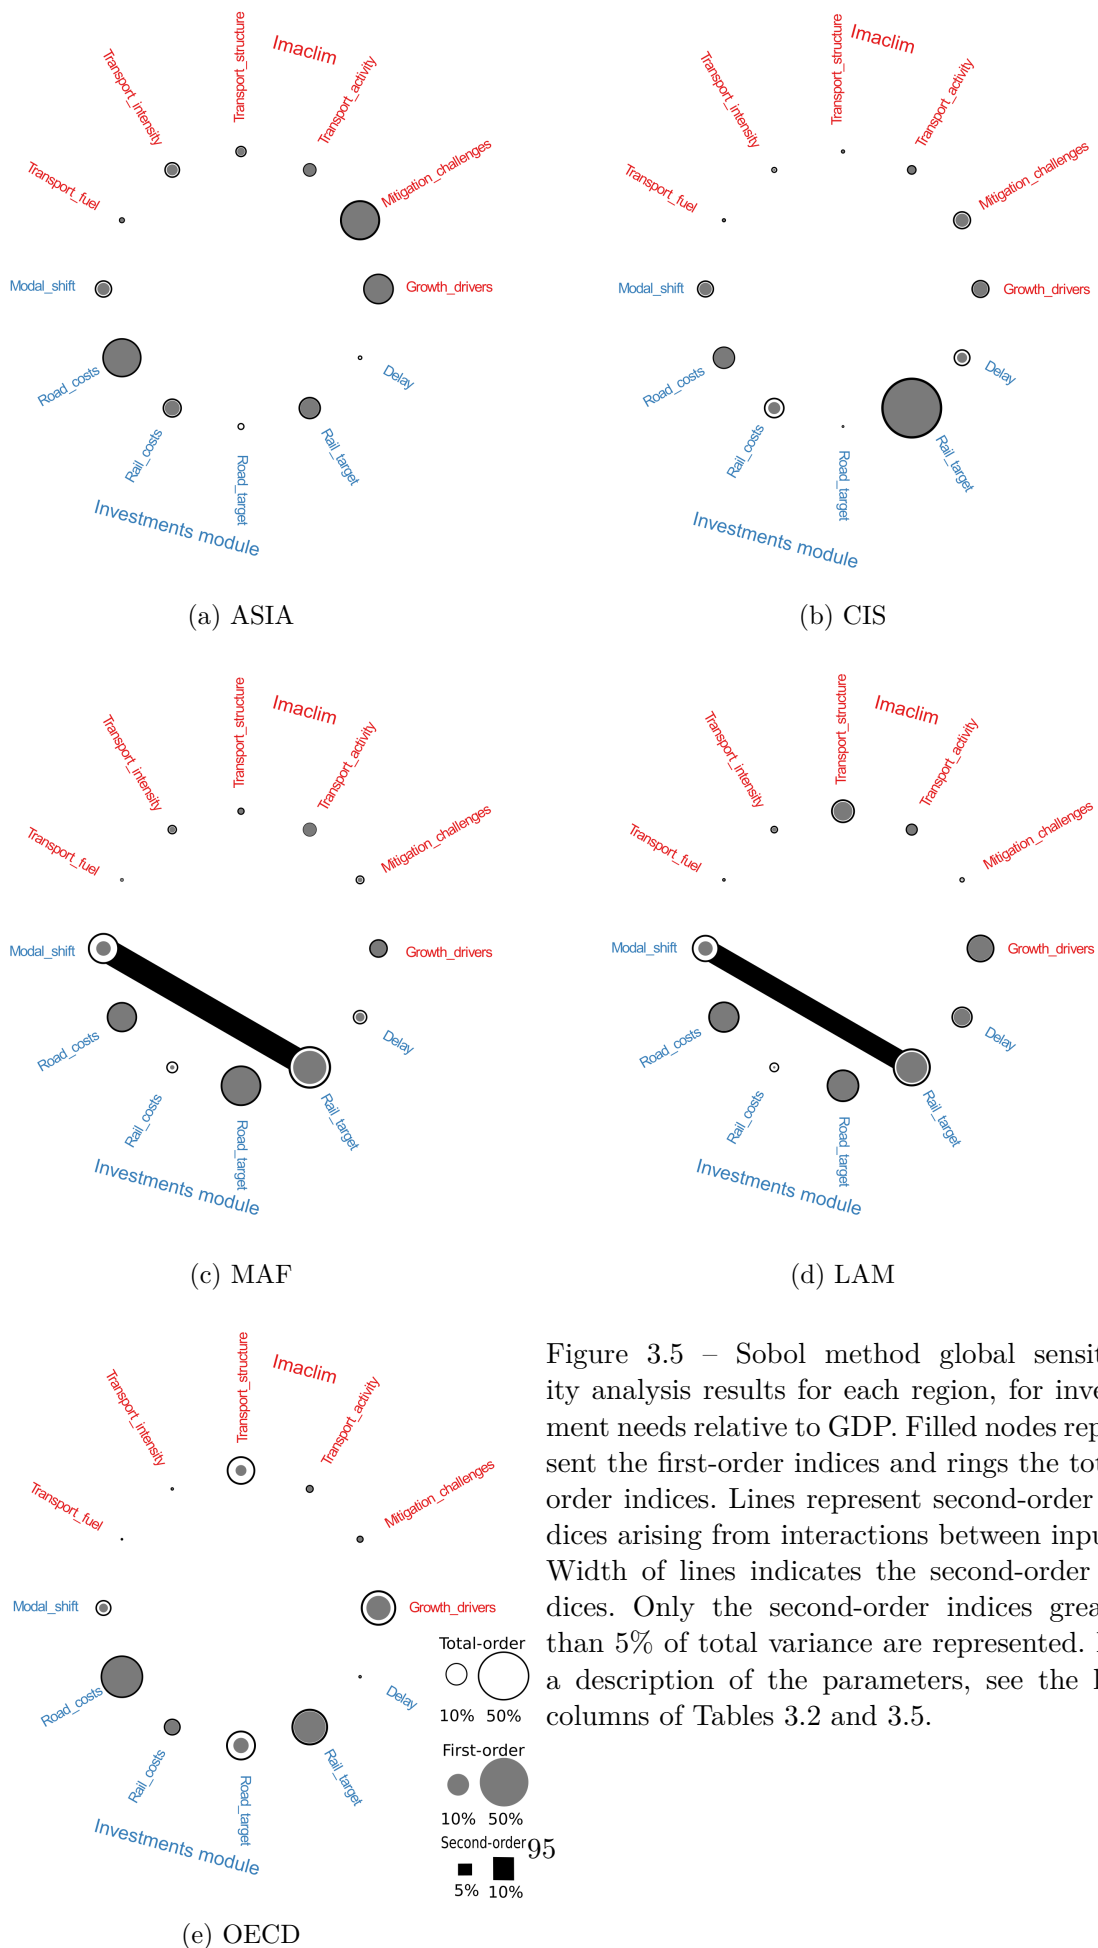 Imaclim
Transport_structure
Transport_activity
Transport_intensity
Mitigation_challenges
Transport_fuel
Modal_shift
Growth_drivers
Road_costs
Delay
Rail_costs
Road_target
Rail_target
Investments module
(a) ASIA
Imaclim
Transport_structure
Transport_activity
Transport_intensity
Mitigation_challenges
Transport_fuel
Modal_shift
Growth_drivers
Road_costs
Delay
Rail_costs
Road_target
Rail_target
Investments module
(b) CIS
Imaclim
Transport_structure
Transport_activity
Transport_intensity
Mitigation_challenges
Transport_fuel
Modal_shift
Growth_drivers
Road_costs
Delay
Rail_costs
Road_target
Rail_target
Investments module
(c) MAF
Imaclim
Transport_structure
Transport_activity
Transport_intensity
Mitigation_challenges
Transport_fuel
Modal_shift
Growth_drivers
Road_costs
Delay
Rail_costs
Road_target
Rail_target
Investments module
(d) LAM
Imaclim
Transport_structure
Transport_activity
Transport_intensity
Mitigation_challenges
Transport_fuel
Modal_shift
Growth_drivers
Road_costs
Delay
Rail_costs
Road_target
Rail_target
Investments module
Total-order
10% 50%
First-order
10% 50%
Second-order
5% 10%
(e) OECD
Figure 3.5 – Sobol method global sensit
ity analysis results for each region, for inve
ment needs relative to GDP. Filled nodes rep
sent the first-order indices and rings the tot
order indices. Lines represent second-order
dices arising from interactions between inpu
Width of lines indicates the second-order
dices. Only the second-order indices grea
than 5% of total variance are represented.
a description of the parameters, see the
columns of Tables 3.2 and 3.5.
95